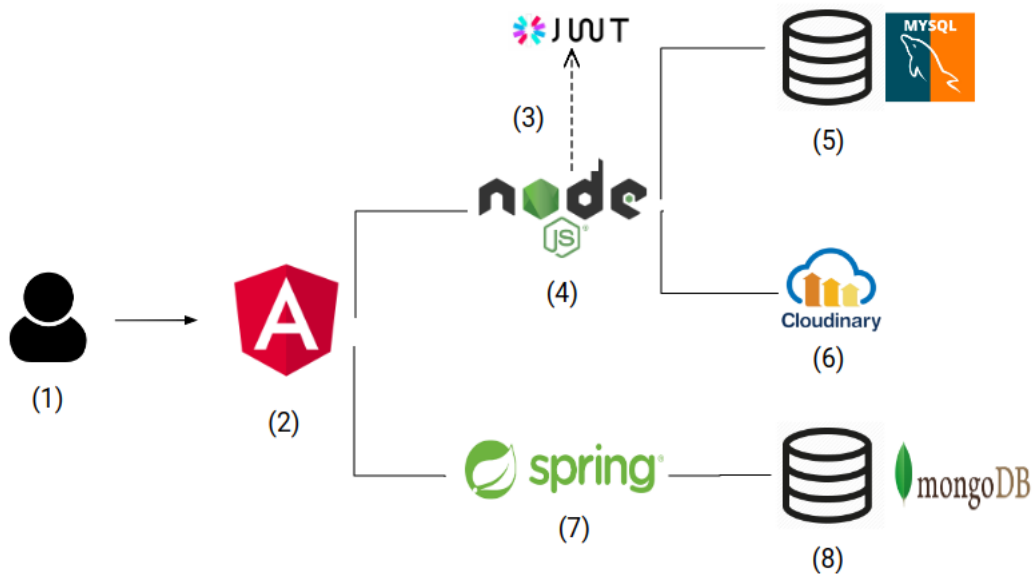 JWT
MYSQL
(3)
(5)
node
JS
(4)
A
Cloudinary
(1)
(6)
(2)
spring
mongoDB
(7)
(8)